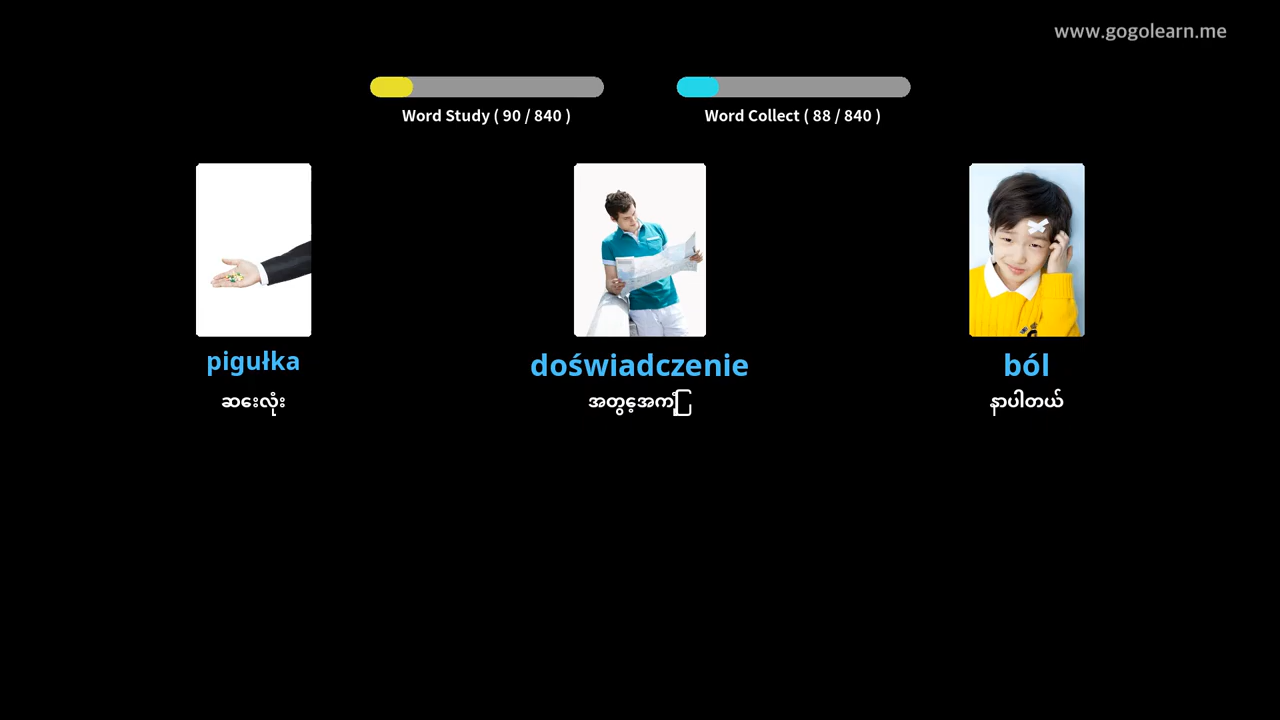 www.gogolearn.me
Word Study ( 90 / 840 )
Word Collect ( 88 / 840 )
pigułka
doświadczenie
ból
ဆေးလုံး
အတွေ့အကြုံ
နာပါတယ်